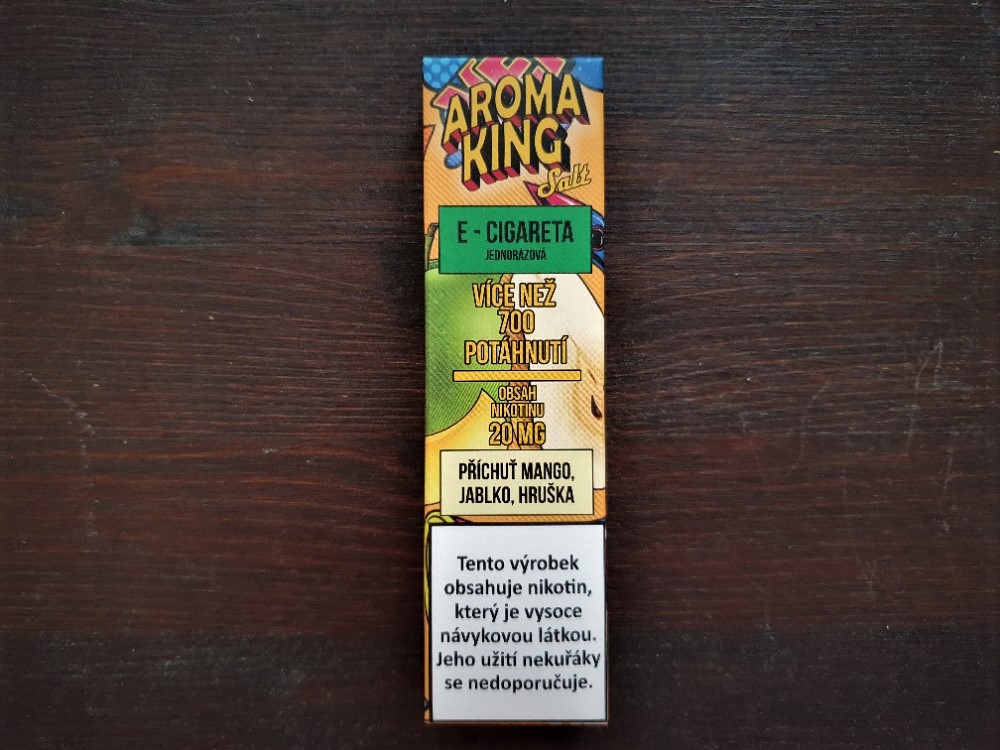 AROMA
KING
Salt
E - CIGARETA
JEDNORÁZOVÁ
VÍCE NEŽ
700
POTÁHNUTÍ
OBSAH
NIKOTINU
20 MG
PŘÍCHUŤ MANGO,
JABLKO, HRUŠKA
Tento výrobek
obsahuje nikotin,
který je vysoce
návykovou látkou.
Jeho užití nekuřáky
se nedoporučuje.